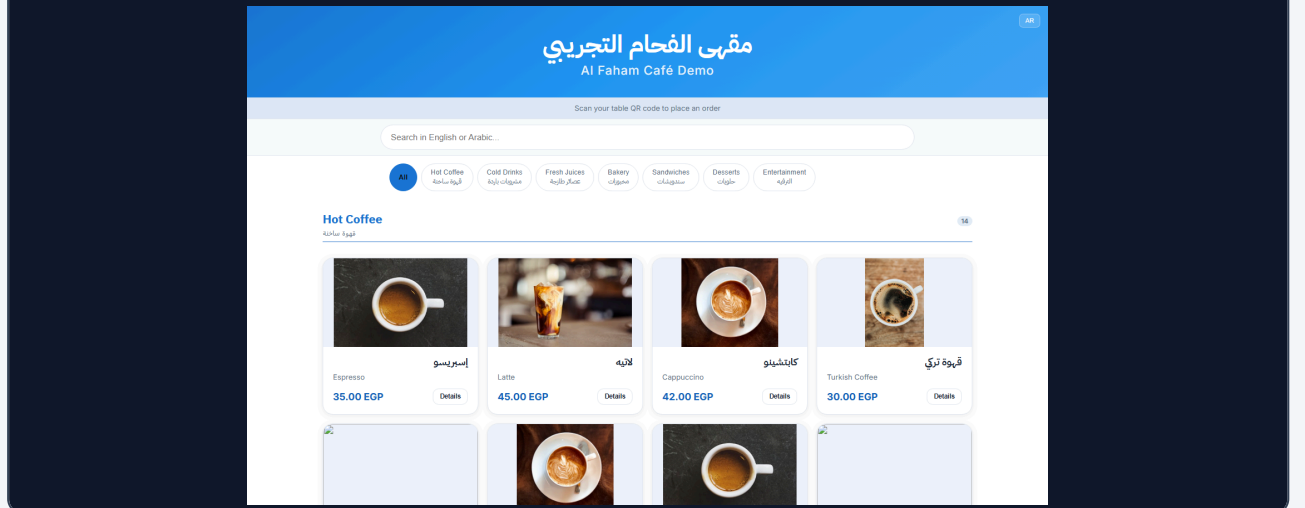 AR
مقهى الفحام التجريبي
Al Faham Café Demo
Scan your table QR code to place an order
Search in English or Arabic...
All
Hot Coffee
قهوة ساخنة
Cold Drinks
مشروبات باردة
Fresh Juices
عصائر طازجة
Bakery
مخبوزات
Sandwiches
سندويشات
Desserts
حلويات
Entertainment
الترفيه
Hot Coffee
14
قهوة ساخنة
إسبريسو
Espresso
35.00 EGP
Details
لاتيه
Latte
45.00 EGP
Details
كابتشينو
Cappuccino
42.00 EGP
Details
قهوة تركي
Turkish Coffee
30.00 EGP
Details